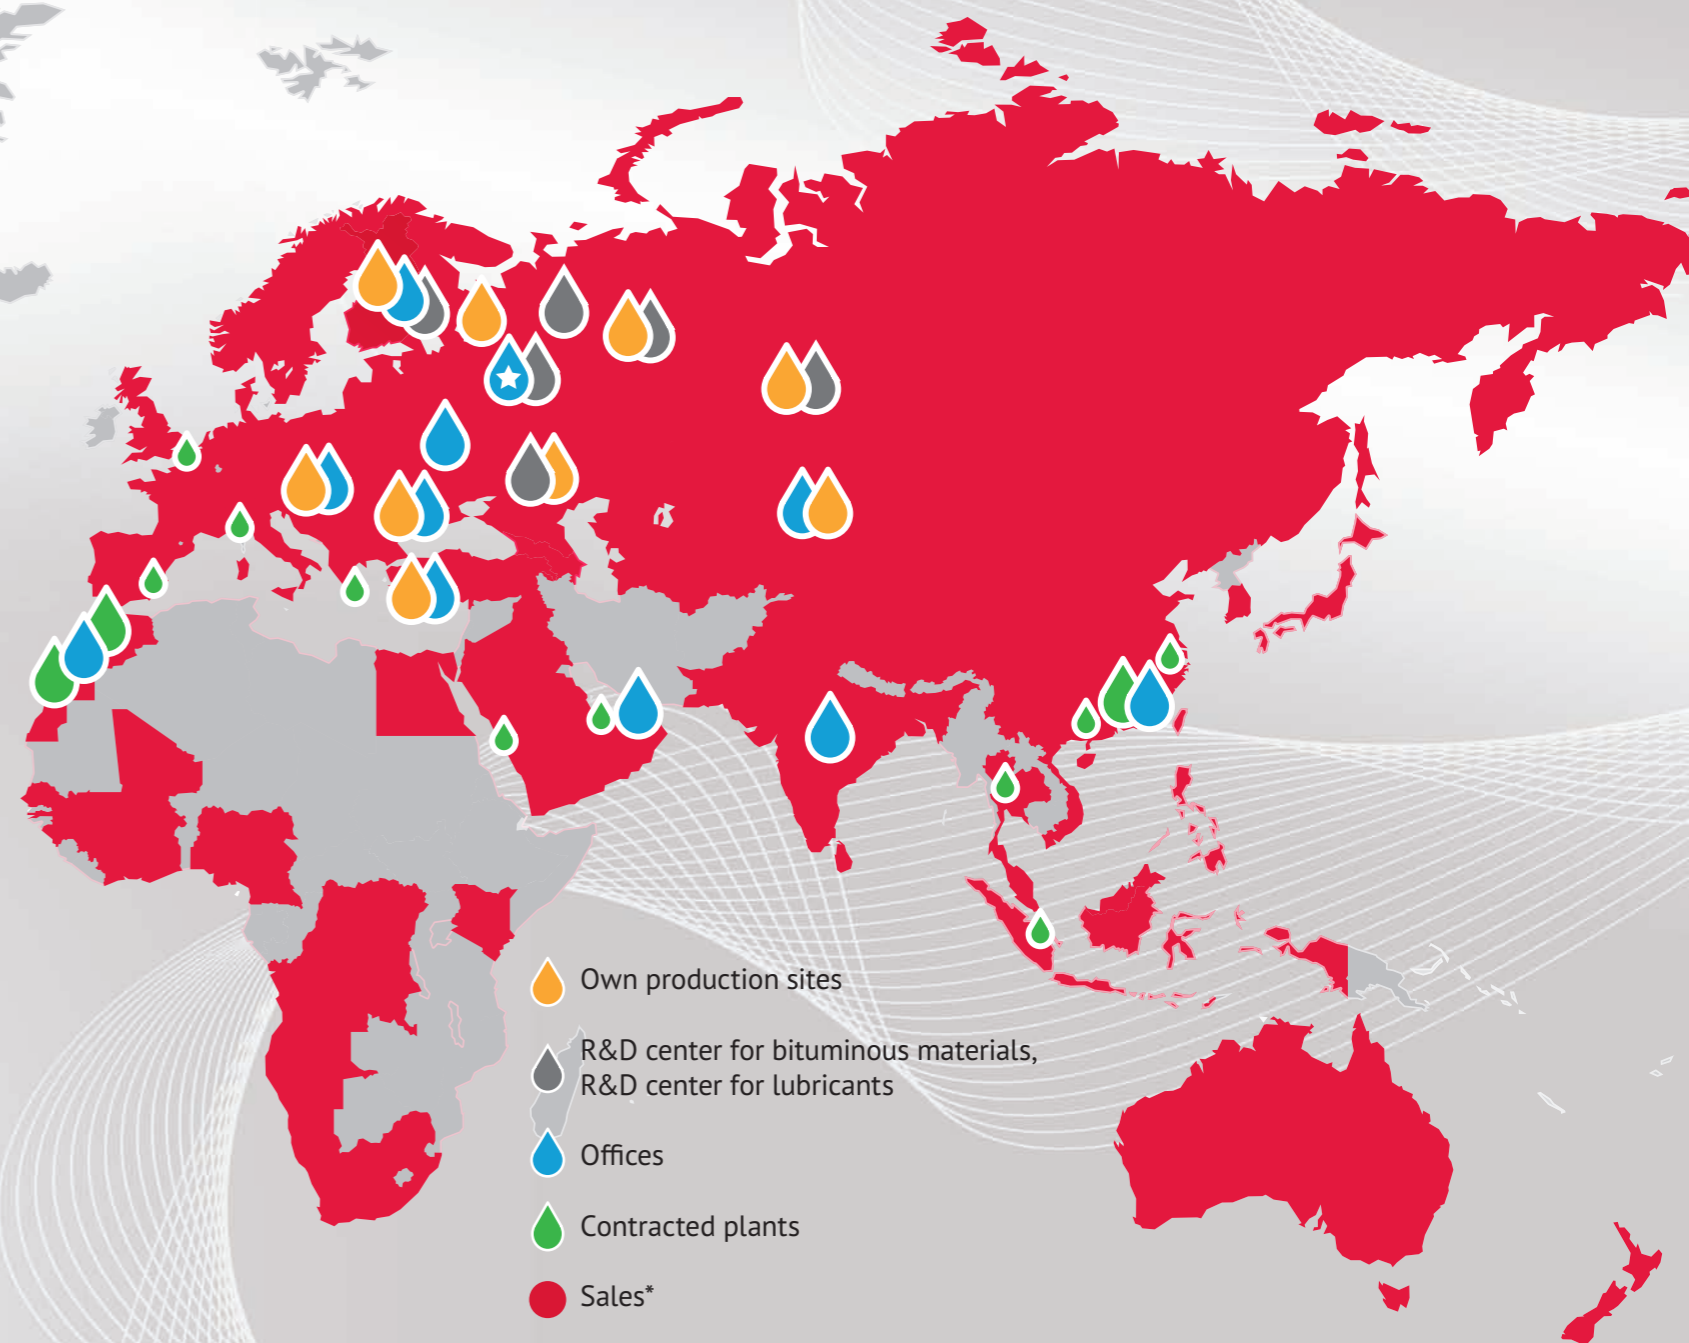 Own production sites
R&D center for bituminous materials,
R&D center for lubricants
Offices
Contracted plants
Sales*